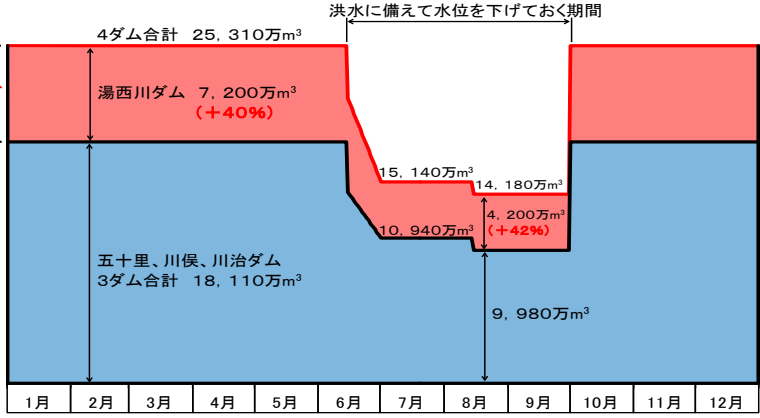 洪水に備えて水位を下げておく期間
4ダム合計 25,310万m³
湯西川ダム 7,200万m³
(+40%)
15,140万m³
14,180万m³
4,200万m³
(+42%)
10,940万m³
五十里、川俣、川治ダム
3ダム合計 18,110万m³
9,980万m³
1月 2月 3月 4月 5月 6月 7月 8月 9月 10月 11月 12月